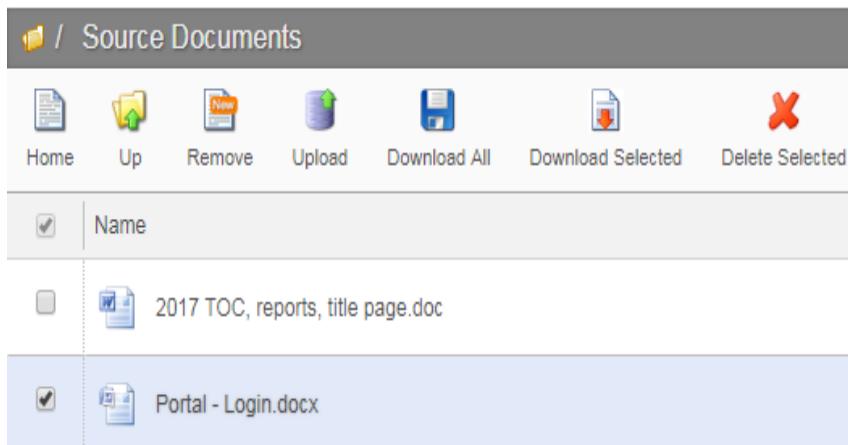 / Source Documents
New
Home Up Remove Upload Download All Download Selected Delete Selected
Name
2017 TOC, reports, title page.doc
Portal - Login.docx